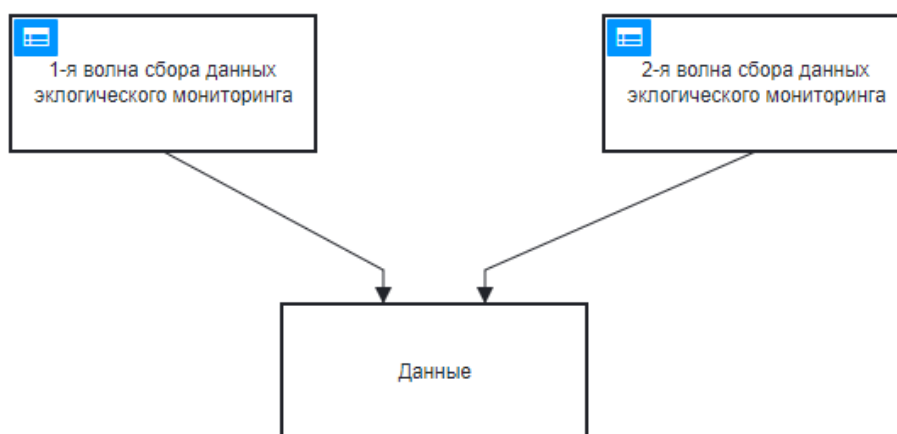 1-я волна сбора данных
эклогического мониторинга
2-я волна сбора данных
эклогического мониторинга
Данные